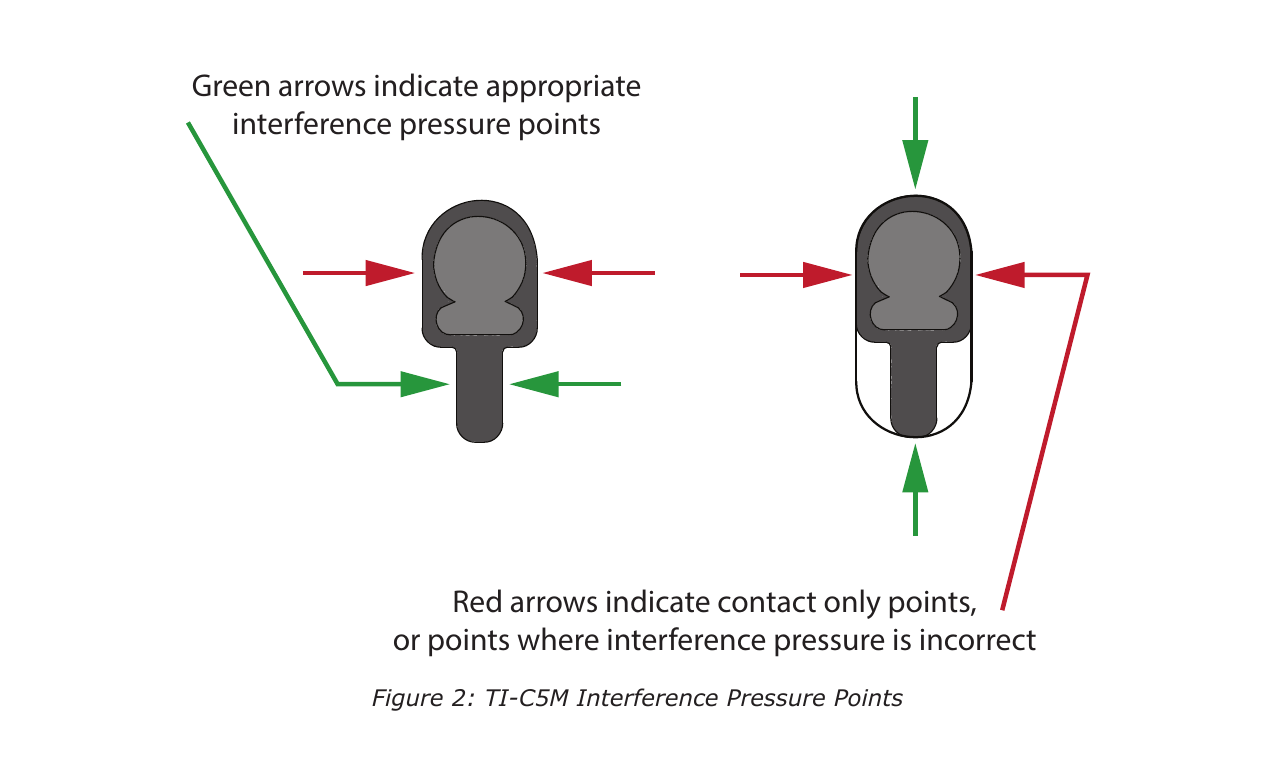 Green arrows indicate appropriate
interference pressure points
Red arrows indicate contact only points,
or points where interference pressure is incorrect
Figure 2: TI-C5M Interference Pressure Points